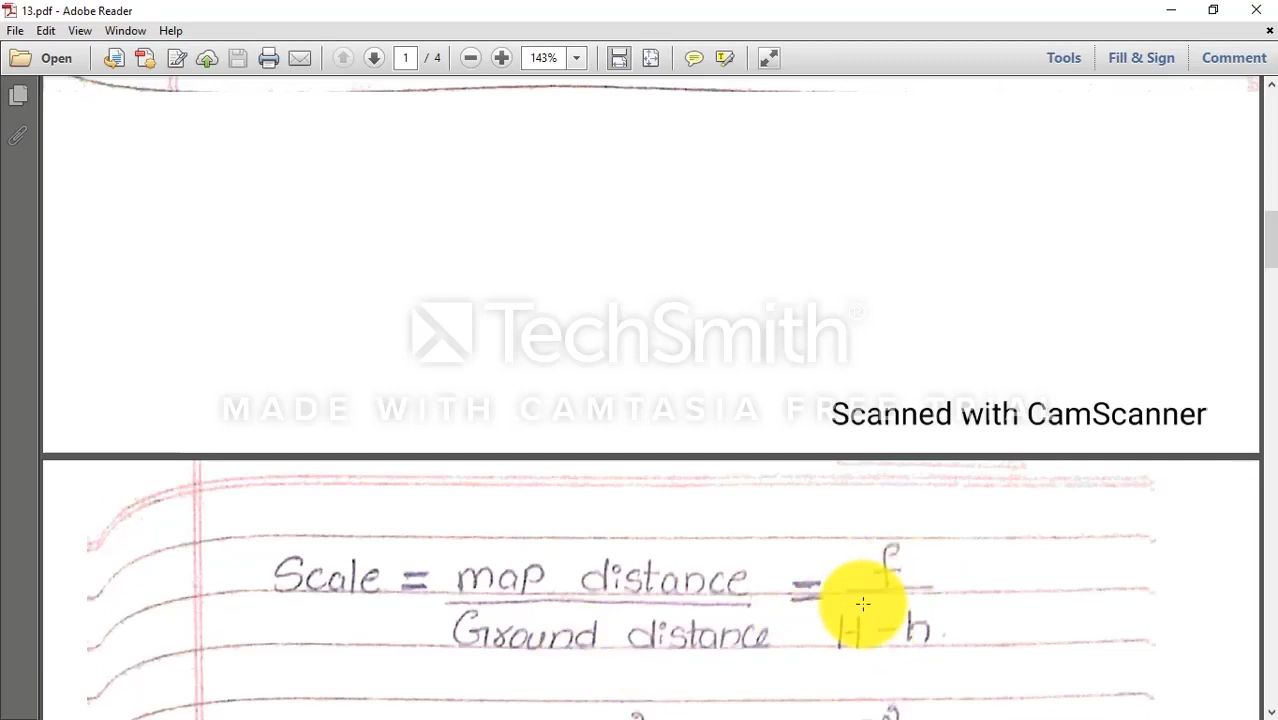 13.pdf - Adobe Reader
File Edit View Window Help
Open 1 / 4 143% Tools Fill & Sign Comment
TechSmith®
MADE WITH CAMTASIA FREE TRIAL
Scanned with CamScanner
Scale = map distance / Ground distance = f / H - h.